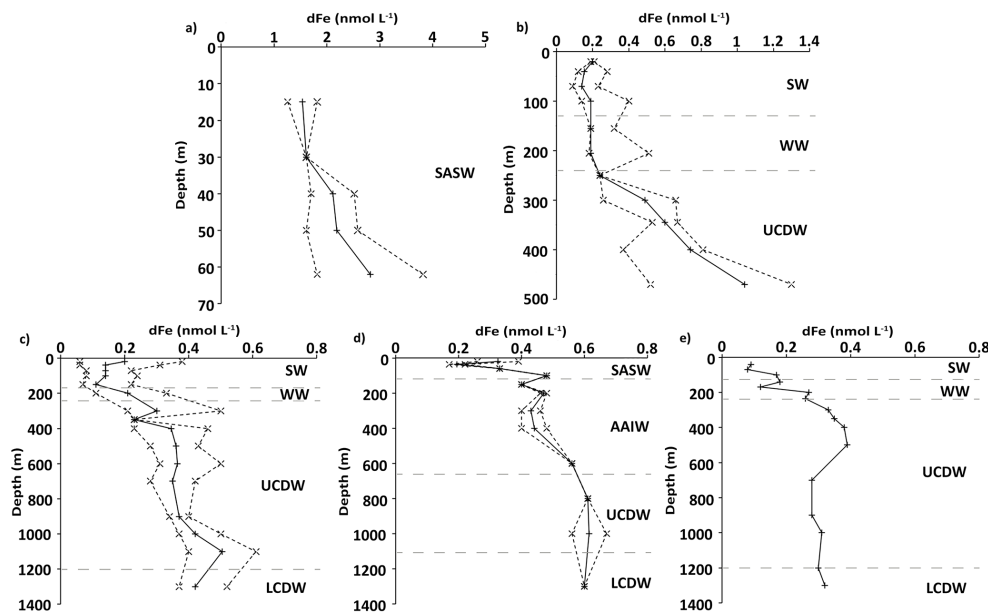 dFe (nmol L⁻¹)
a)
0 1 2 3 4 5
0
10
20
30
40
50
60
70
Depth (m)
SASW
dFe (nmol L⁻¹)
b)
0 0.2 0.4 0.6 0.8 1 1.2 1.4
0
100
200
300
400
500
Depth (m)
SW
WW
UCDW
dFe (nmol L⁻¹)
c)
0 0.2 0.4 0.6 0.8
0
200
400
600
800
1000
1200
1400
Depth (m)
SW
WW
UCDW
LCDW
dFe (nmol L⁻¹)
d)
0 0.2 0.4 0.6 0.8
0
200
400
600
800
1000
1200
1400
Depth (m)
SASW
AAIW
UCDW
LCDW
dFe (nmol L⁻¹)
e)
0 0.2 0.4 0.6 0.8
0
200
400
600
800
1000
1200
1400
Depth (m)
SW
WW
UCDW
LCDW